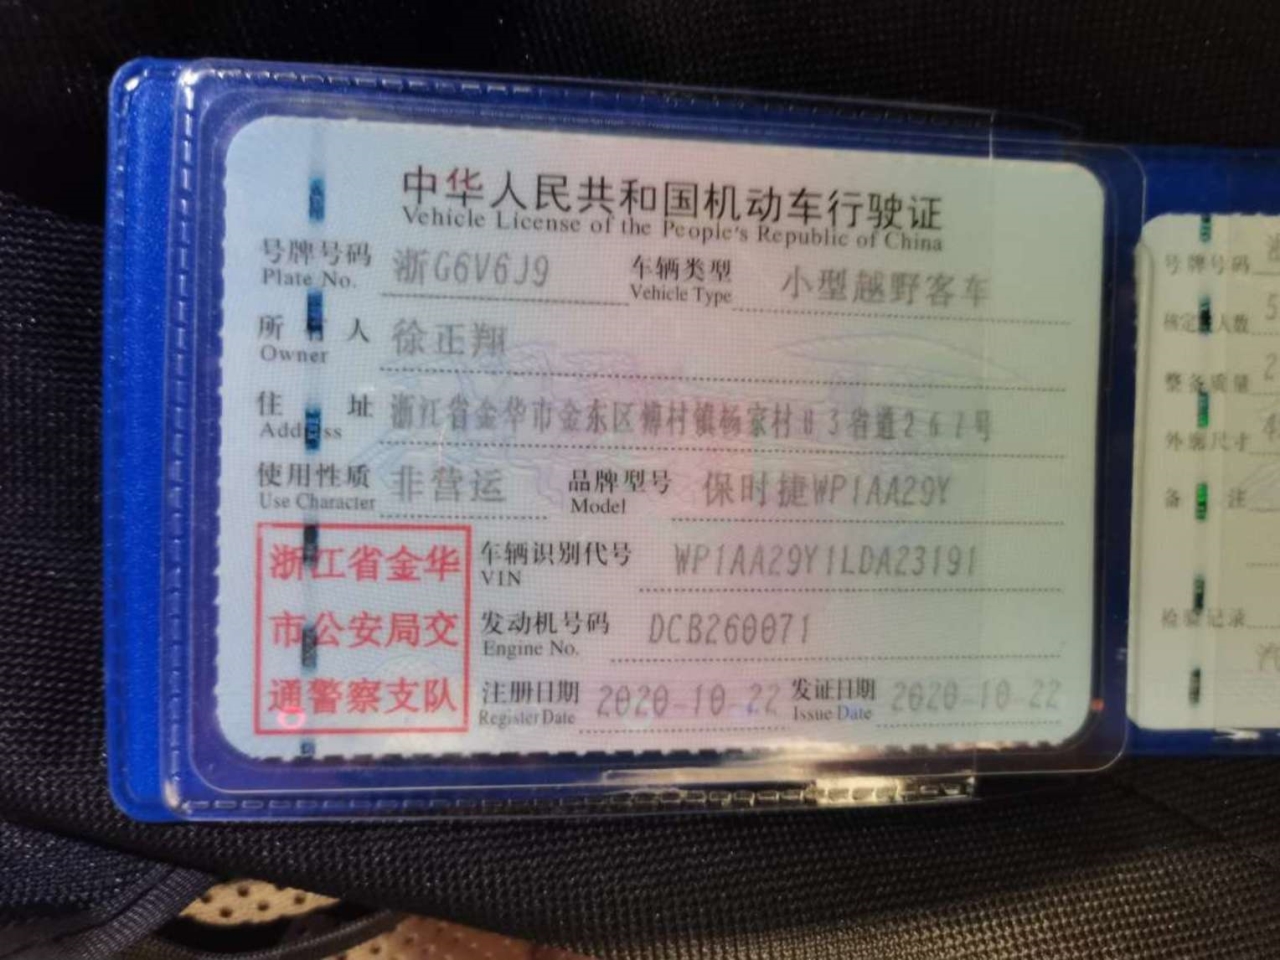 中华人民共和国机动车行驶证
Vehicle License of the People's Republic of China
号牌号码 浙G6V6J9 车辆类型 小型越野客车
Plate No. Vehicle Type
所有人 徐正翔
Owner
住址 浙江省金华市金东区傅村镇杨家村03省道267号
Address
使用性质 非营运 品牌型号 保时捷WP1AA29Y
Use Character Model
浙江省金华
市公安局交
通警察支队
车辆识别代号 WP1AA29Y1LDA23191
VIN
发动机号码 DCB260071
Engine No.
注册日期 2020-10-22 发证日期 2020-10-22
Register Date Issue Date
号牌号码
核定人数 5
整备质量 2
外廓尺寸
备注
检验记录